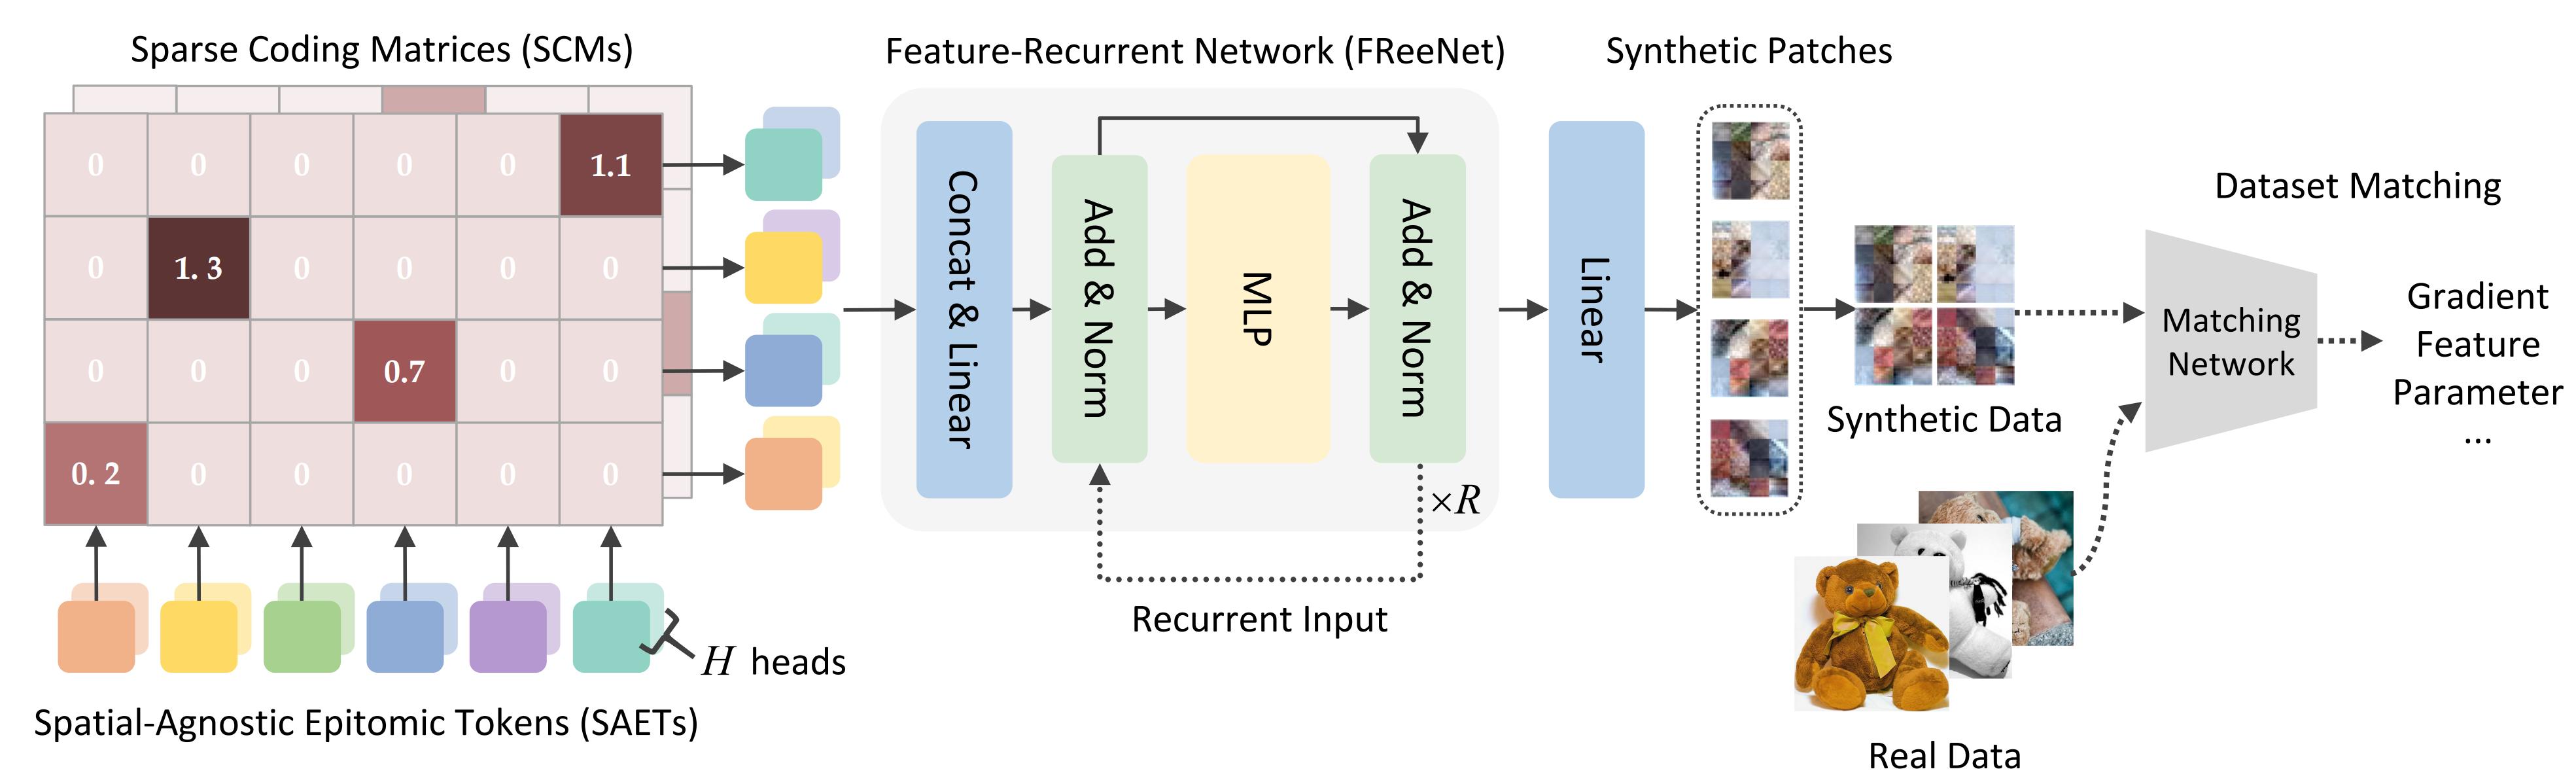 Sparse Coding Matrices (SCMs)
0 0 0 0 0 1.1
0 1. 3 0 0 0 0
0 0 0 0.7 0 0
0. 2 0 0 0 0 0
Spatial-Agnostic Epitomic Tokens (SAETs)
H heads
Feature-Recurrent Network (FReeNet)
Concat & Linear
Add & Norm
MLP
Add & Norm
×R
Recurrent Input
Linear
Synthetic Patches
Synthetic Data
Real Data
Dataset Matching
Matching
Network
Gradient
Feature
Parameter
...